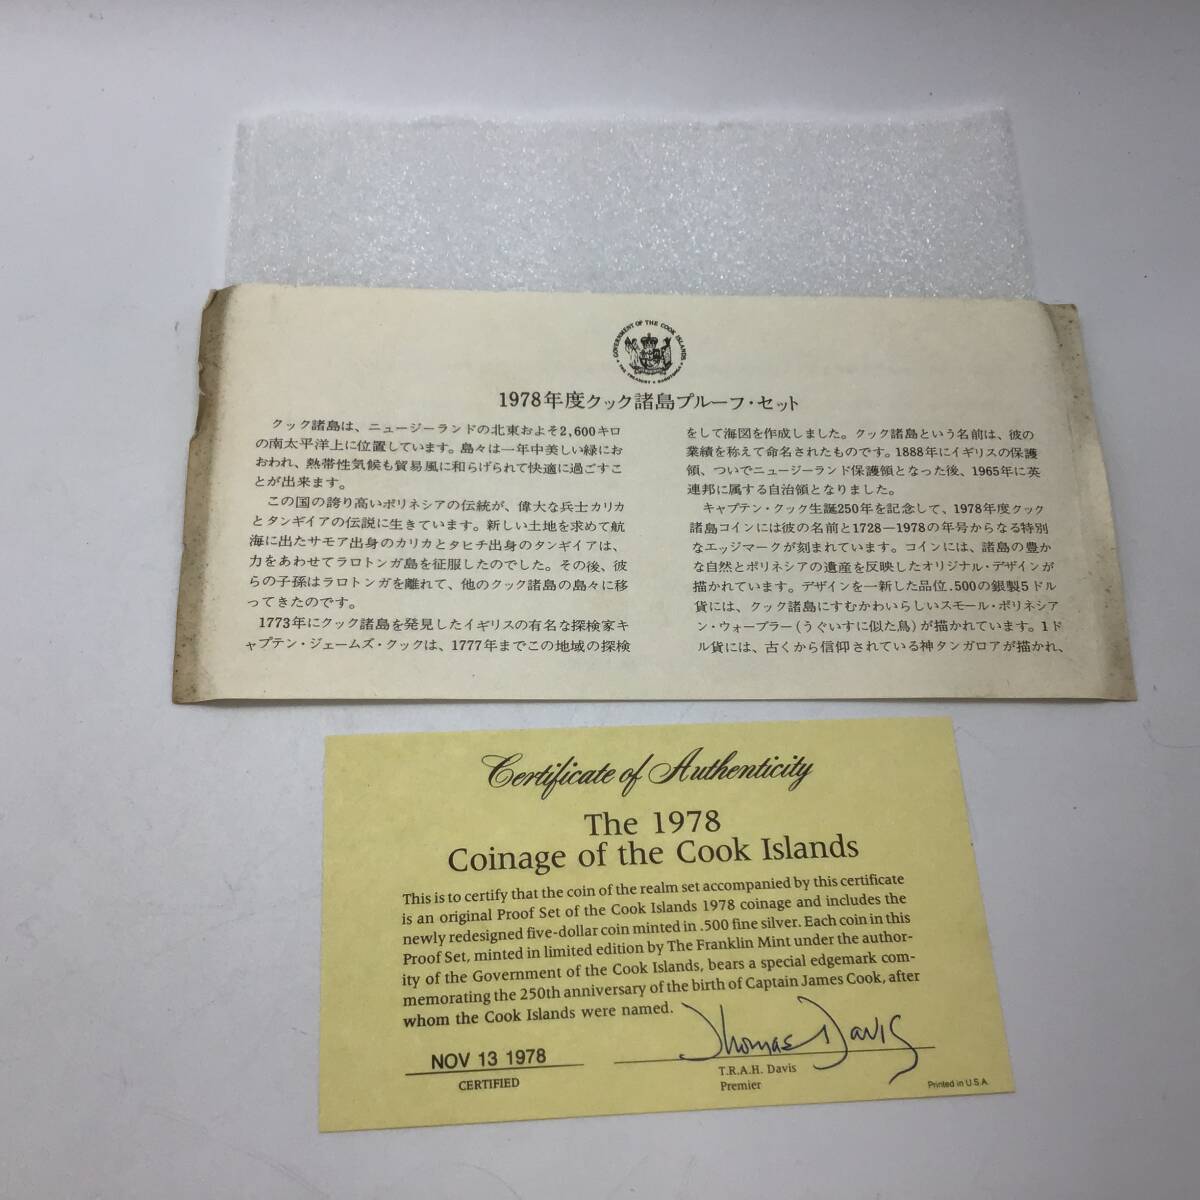 GOVERNMENT OF THE COOK ISLANDS
THE TREASURY • RAROTONGA
1978年度クック諸島プルーフ・セット
クック諸島は、ニュージーランドの北東およそ2,600キロ
の南太平洋上に位置しています。島々は一年中美しい緑にお
おわれ、熱帯性気候も貿易風に和らげられて快適に過ごすこ
とが出来ます。
この国の誇り高いポリネシアの伝統が、偉大な兵士カリカ
とタンギイアの伝説に生きています。新しい土地を求めて航
海に出たサモア出身のカリカとタヒチ出身のタンギイアは、
力をあわせてラロトンガ島を征服したのでした。その後、彼
らの子孫はラロトンガを離れて、他のクック諸島の島々に移
ってきたのです。
1773年にクック諸島を発見したイギリスの有名な探検家キ
ャプテン・ジェームズ・クックは、1777年までこの地域の探検
をして海図を作成しました。クック諸島という名前は、彼の
業績を称えて命名されたものです。1888年にイギリスの保護
領、ついでニュージーランド保護領となった後、1965年に英
連邦に属する自治領となりました。
キャプテン・クック生誕250年を記念して、1978年度クック
諸島コインには彼の名前と1728—1978の年号からなる特別
なエッジマークが刻まれています。コインには、諸島の豊か
な自然とポリネシアの遺産を反映したオリジナル・デザインが
描かれています。デザインを一新した品位.500の銀製5ドル
貨には、クック諸島にすむかわいらしいスモール・ポリネシア
ン・ウォーブラー(うぐいすに似た鳥)が描かれています。1ド
ル貨には、古くから信仰されている神タンガロアが描かれ、
Certificate of Authenticity
The 1978
Coinage of the Cook Islands
This is to certify that the coin of the realm set accompanied by this certificate
is an original Proof Set of the Cook Islands 1978 coinage and includes the
newly redesigned five-dollar coin minted in .500 fine silver. Each coin in this
Proof Set, minted in limited edition by The Franklin Mint under the author-
ity of the Government of the Cook Islands, bears a special edgemark com-
memorating the 250th anniversary of the birth of Captain James Cook, after
whom the Cook Islands were named.
Thomas Davis
NOV 13 1978
CERTIFIED
T.R.A.H. Davis
Premier
Printed in U.S.A.